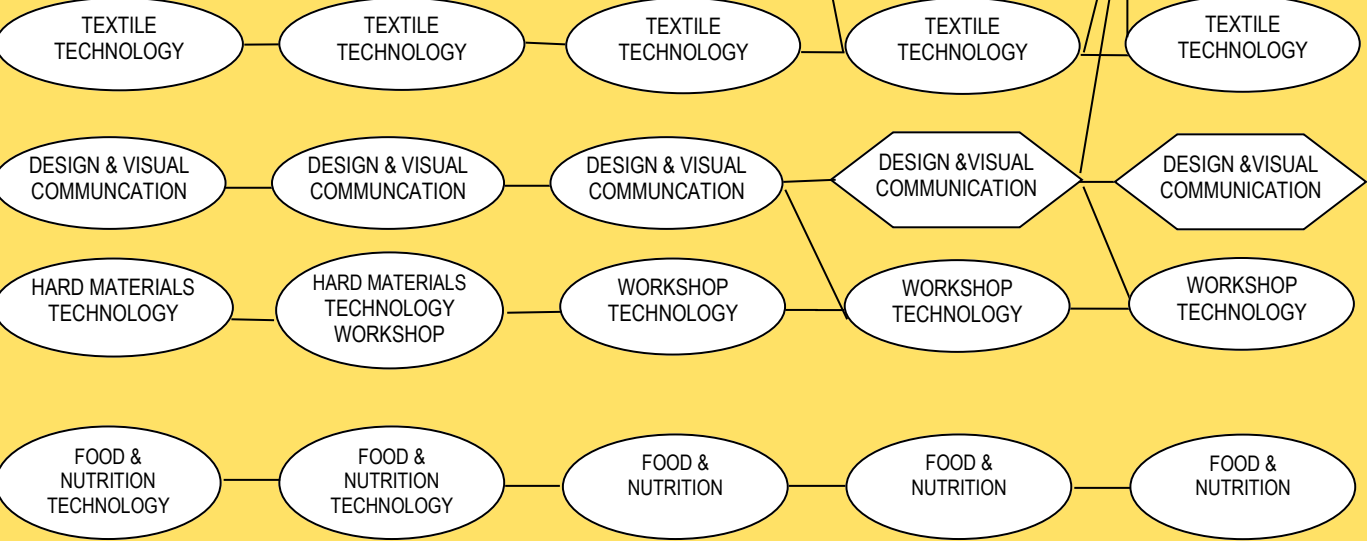 TEXTILE
TECHNOLOGY
TEXTILE
TECHNOLOGY
TEXTILE
TECHNOLOGY
TEXTILE
TECHNOLOGY
TEXTILE
TECHNOLOGY
DESIGN & VISUAL
COMMUNCATION
DESIGN & VISUAL
COMMUNCATION
DESIGN & VISUAL
COMMUNCATION
DESIGN &VISUAL
COMMUNICATION
DESIGN &VISUAL
COMMUNICATION
HARD MATERIALS
TECHNOLOGY
HARD MATERIALS
TECHNOLOGY
WORKSHOP
WORKSHOP
TECHNOLOGY
WORKSHOP
TECHNOLOGY
WORKSHOP
TECHNOLOGY
FOOD &
NUTRITION
TECHNOLOGY
FOOD &
NUTRITION
TECHNOLOGY
FOOD &
NUTRITION
FOOD &
NUTRITION
FOOD &
NUTRITION